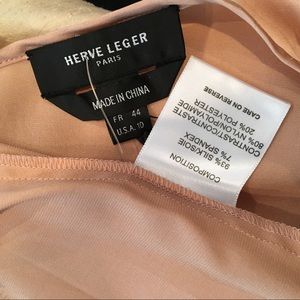 HERVE LEGER
PARIS
MADE IN CHINA
FR 44
U.S.A. 10
COMPOSITION
93% SILK/SOIE
7% SPANDEX
CONTRAST/CONTRASTE
80% NYLON/POLYAMIDE
20% POLYESTER
CARE ON REVERSE